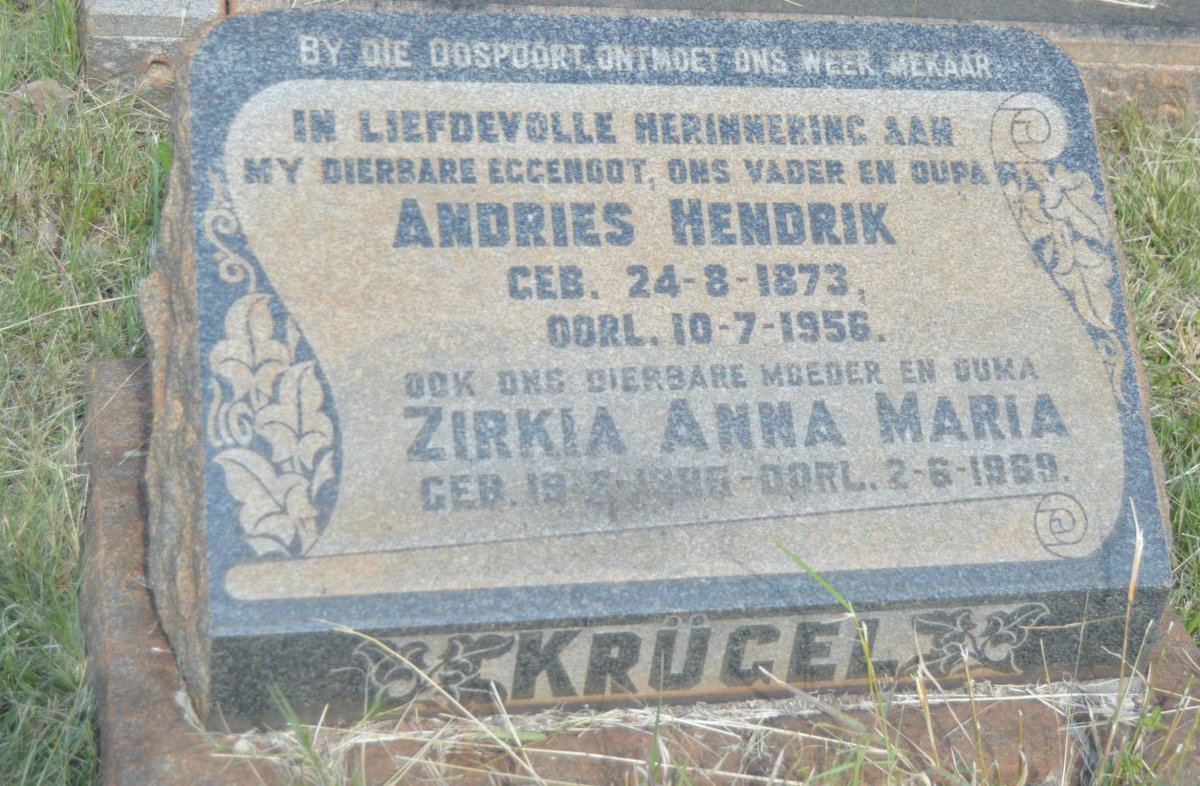 BY DIE OOSPOORT, ONTMOET ONS WEER MEKAAR.
IN LIEFDEVOLLE HERINNERING AAN
MY DIERBARE EGGENOOT, ONS VADER EN OUPA
ANDRIES HENDRIK
GEB. 24-8-1873,
OORL. 10-7-1956.
OOK ONS DIERBARE MOEDER EN OUMA
ZIRKIA ANNA MARIA
GEB. OORL. 2-6-1969.
KRÜGEL